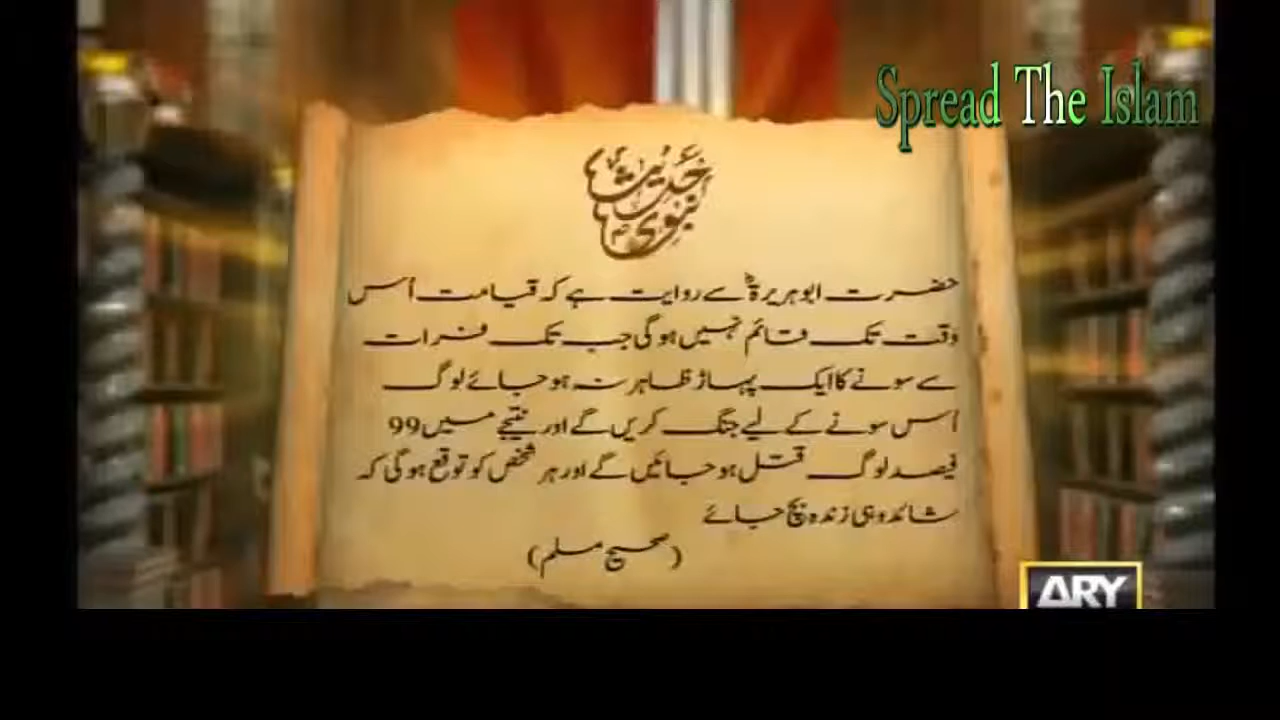 Spread The Islam
حدیث نبوی
حضرت ابوہریرہؓ سے روایت ہے کہ قیامت اُس
وقت تک قائم نہیں ہوگی جب تک فرات
سے سونے کا ایک پہاڑ ظاہر نہ ہو جائے لوگ
اُس سونے کے لیے جنگ کریں گے اور نتیجے میں 99
فیصد لوگ قتل ہو جائیں گے اور ہر شخص کو توقع ہوگی کہ
شائد وہی زندہ بچ جائے
(صحیح مسلم)
ARY